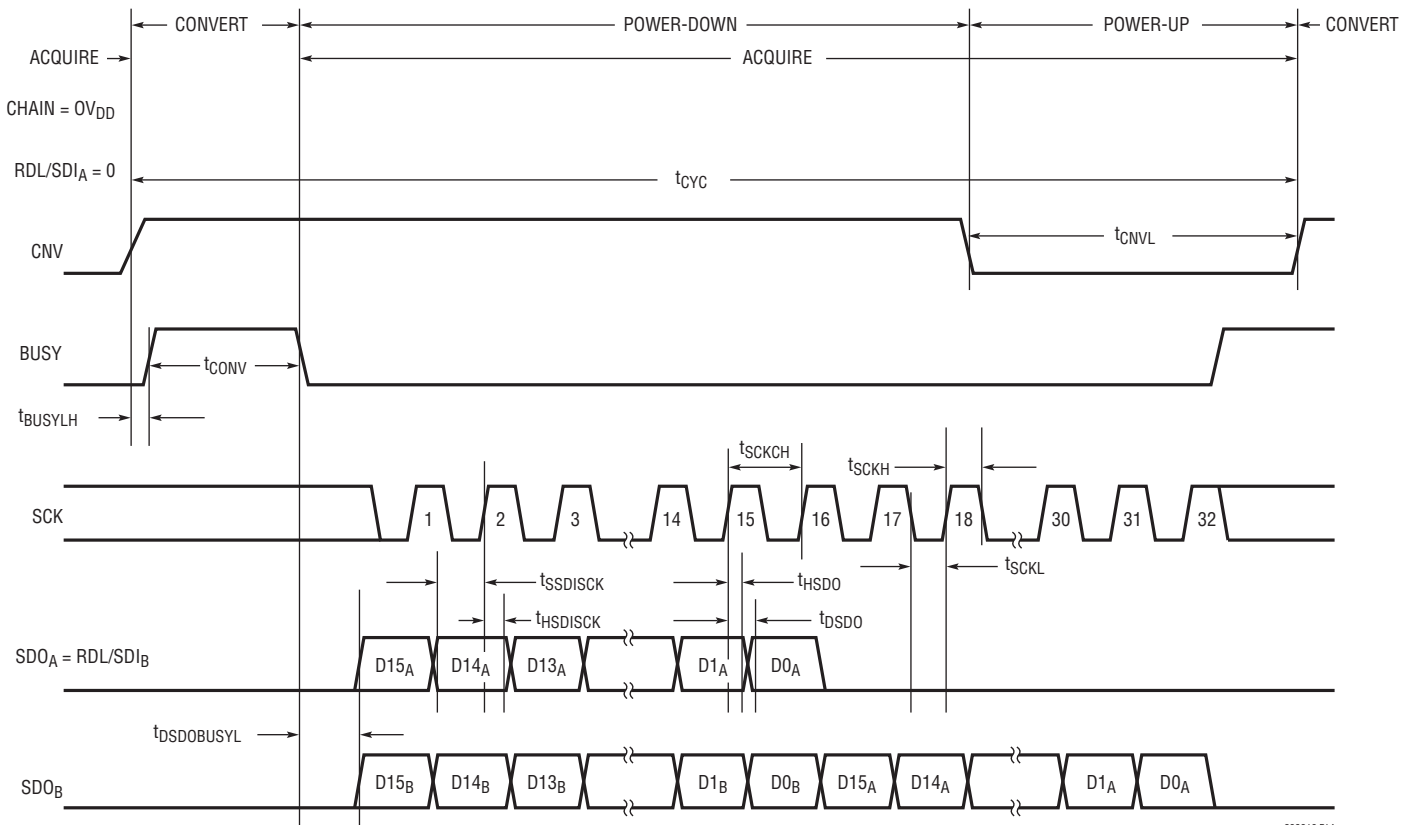 CONVERT POWER-DOWN POWER-UP CONVERT
ACQUIRE ACQUIRE
CHAIN = OVDD
RDL/SDIA = 0 tCYC
CNV tCNVL
BUSY tCONV
tBUSYLH
tSCKCH tSCKH
SCK 1 2 3 14 15 16 17 18 30 31 32
tSSDISCK tHSDO tSCKL
tHSDISCK tDSDO
SDOA = RDL/SDIB D15A D14A D13A D1A D0A
tDSDOBUSYL
SDOB D15B D14B D13B D1B D0B D15A D14A D1A D0A